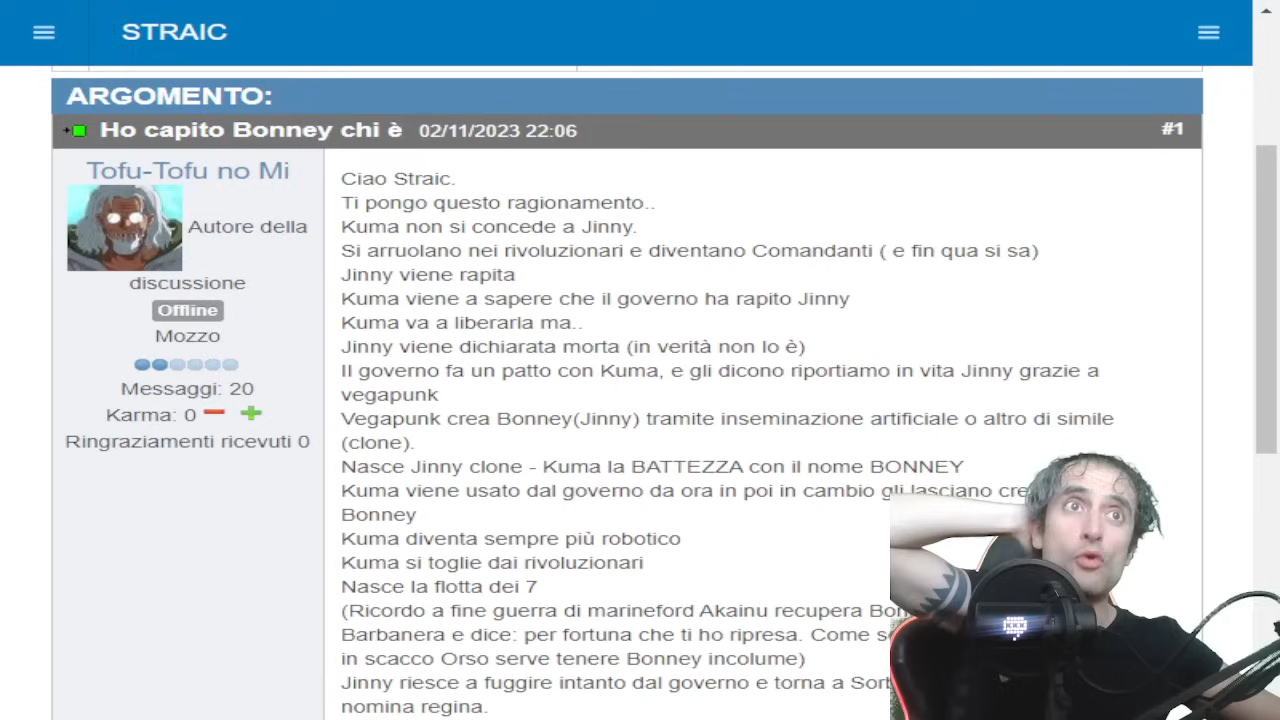 STRAIC
ARGOMENTO:
Ho capito Bonney chi è 02/11/2023 22:06 #1
Tofu-Tofu no Mi
Autore della
discussione
Offline
Mozzo
Messaggi: 20
Karma: 0
Ringraziamenti ricevuti 0
Ciao Straic.
Ti pongo questo ragionamento..
Kuma non si concede a Jinny.
Si arruolano nei rivoluzionari e diventano Comandanti ( e fin qua si sa)
Jinny viene rapita
Kuma viene a sapere che il governo ha rapito Jinny
Kuma va a liberarla ma..
Jinny viene dichiarata morta (in verità non lo è)
Il governo fa un patto con Kuma, e gli dicono riportiamo in vita Jinny grazie a
vegapunk
Vegapunk crea Bonney(Jinny) tramite inseminazione artificiale o altro di simile
(clone).
Nasce Jinny clone - Kuma la BATTEZZA con il nome BONNEY
Kuma viene usato dal governo da ora in poi in cambio gli lasciano
Bonney
Kuma diventa sempre più robotico
Kuma si toglie dai rivoluzionari
Nasce la flotta dei 7
(Ricordo a fine guerra di marineford Akainu recupera
Barbanera e dice: per fortuna che ti ho ripresa. Come
in scacco Orso serve tenere Bonney incolume)
Jinny riesce a fuggire intanto dal governo e torna a
nomina regina.